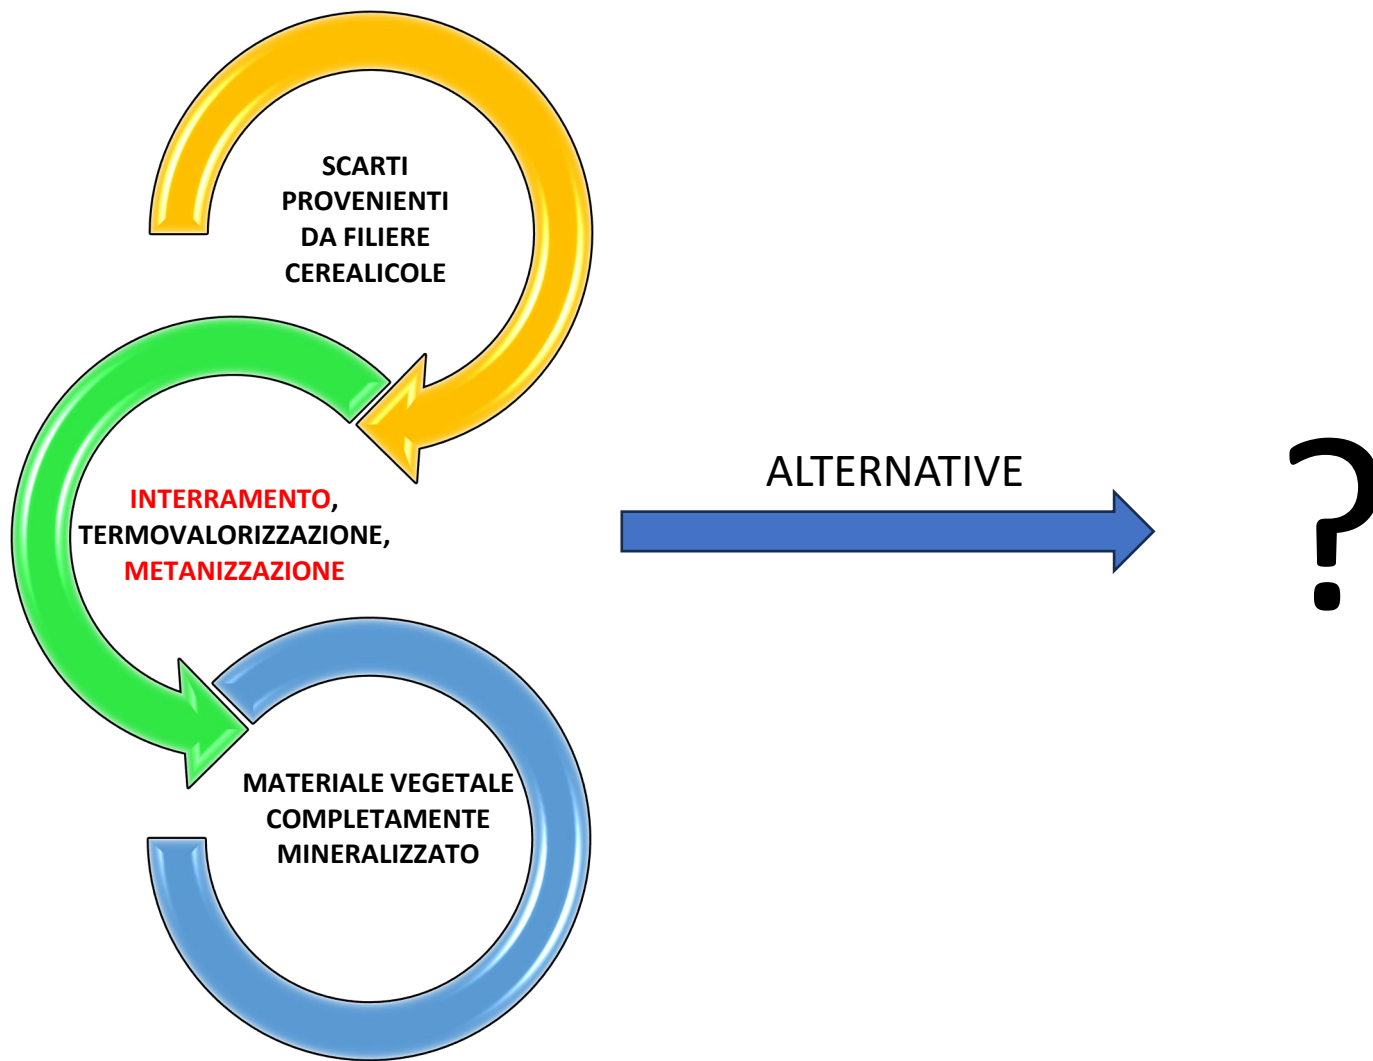 SCARTI
PROVENIENTI
DA FILIERE
CEREALICOLE
INTERRAMENTO,
TERMOVALORIZZAZIONE,
METANIZZAZIONE
ALTERNATIVE
?
MATERIALE VEGETALE
COMPLETAMENTE
MINERALIZZATO